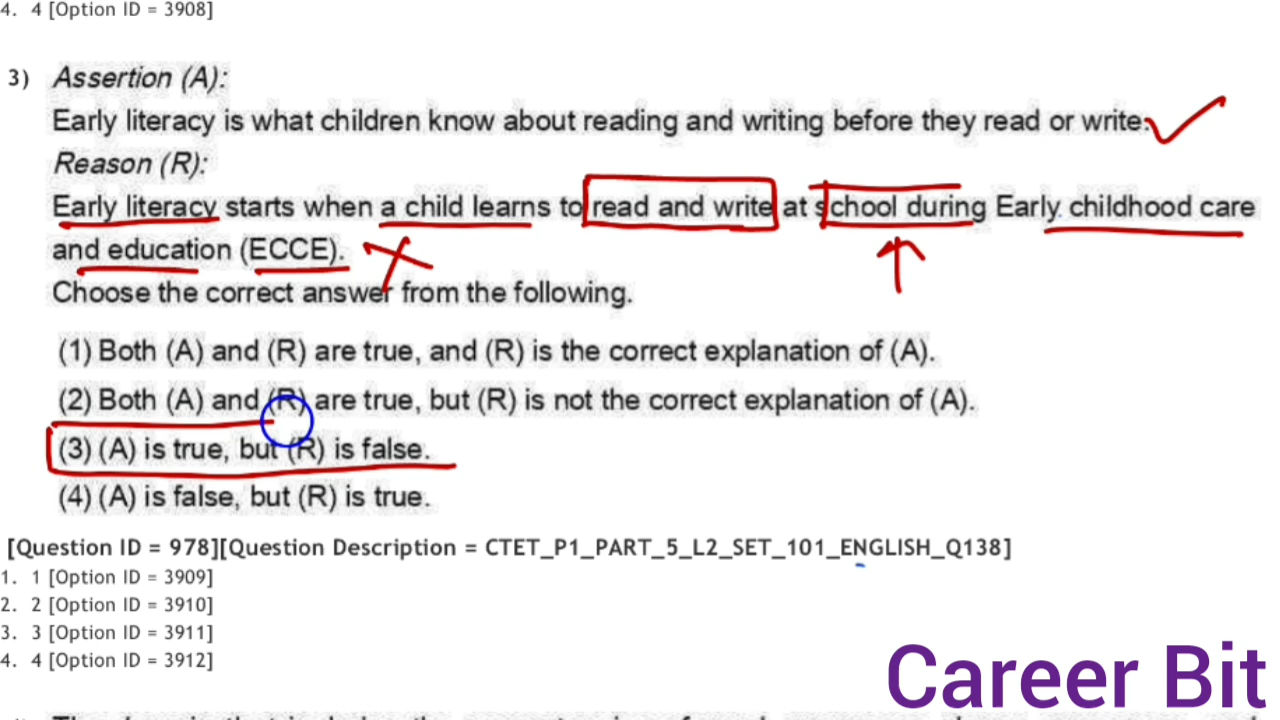 4. 4 [Option ID = 3908]
3) Assertion (A):
Early literacy is what children know about reading and writing before they read or write.
Reason (R):
Early literacy starts when a child learns to read and write at school during Early childhood care
and education (ECCE).
Choose the correct answer from the following.
(1) Both (A) and (R) are true, and (R) is the correct explanation of (A).
(2) Both (A) and (R) are true, but (R) is not the correct explanation of (A).
(3) (A) is true, but (R) is false.
(4) (A) is false, but (R) is true.
[Question ID = 978][Question Description = CTET_P1_PART_5_L2_SET_101_ENGLISH_Q138]
1. 1 [Option ID = 3909]
2. 2 [Option ID = 3910]
3. 3 [Option ID = 3911]
4. 4 [Option ID = 3912]
Career Bit